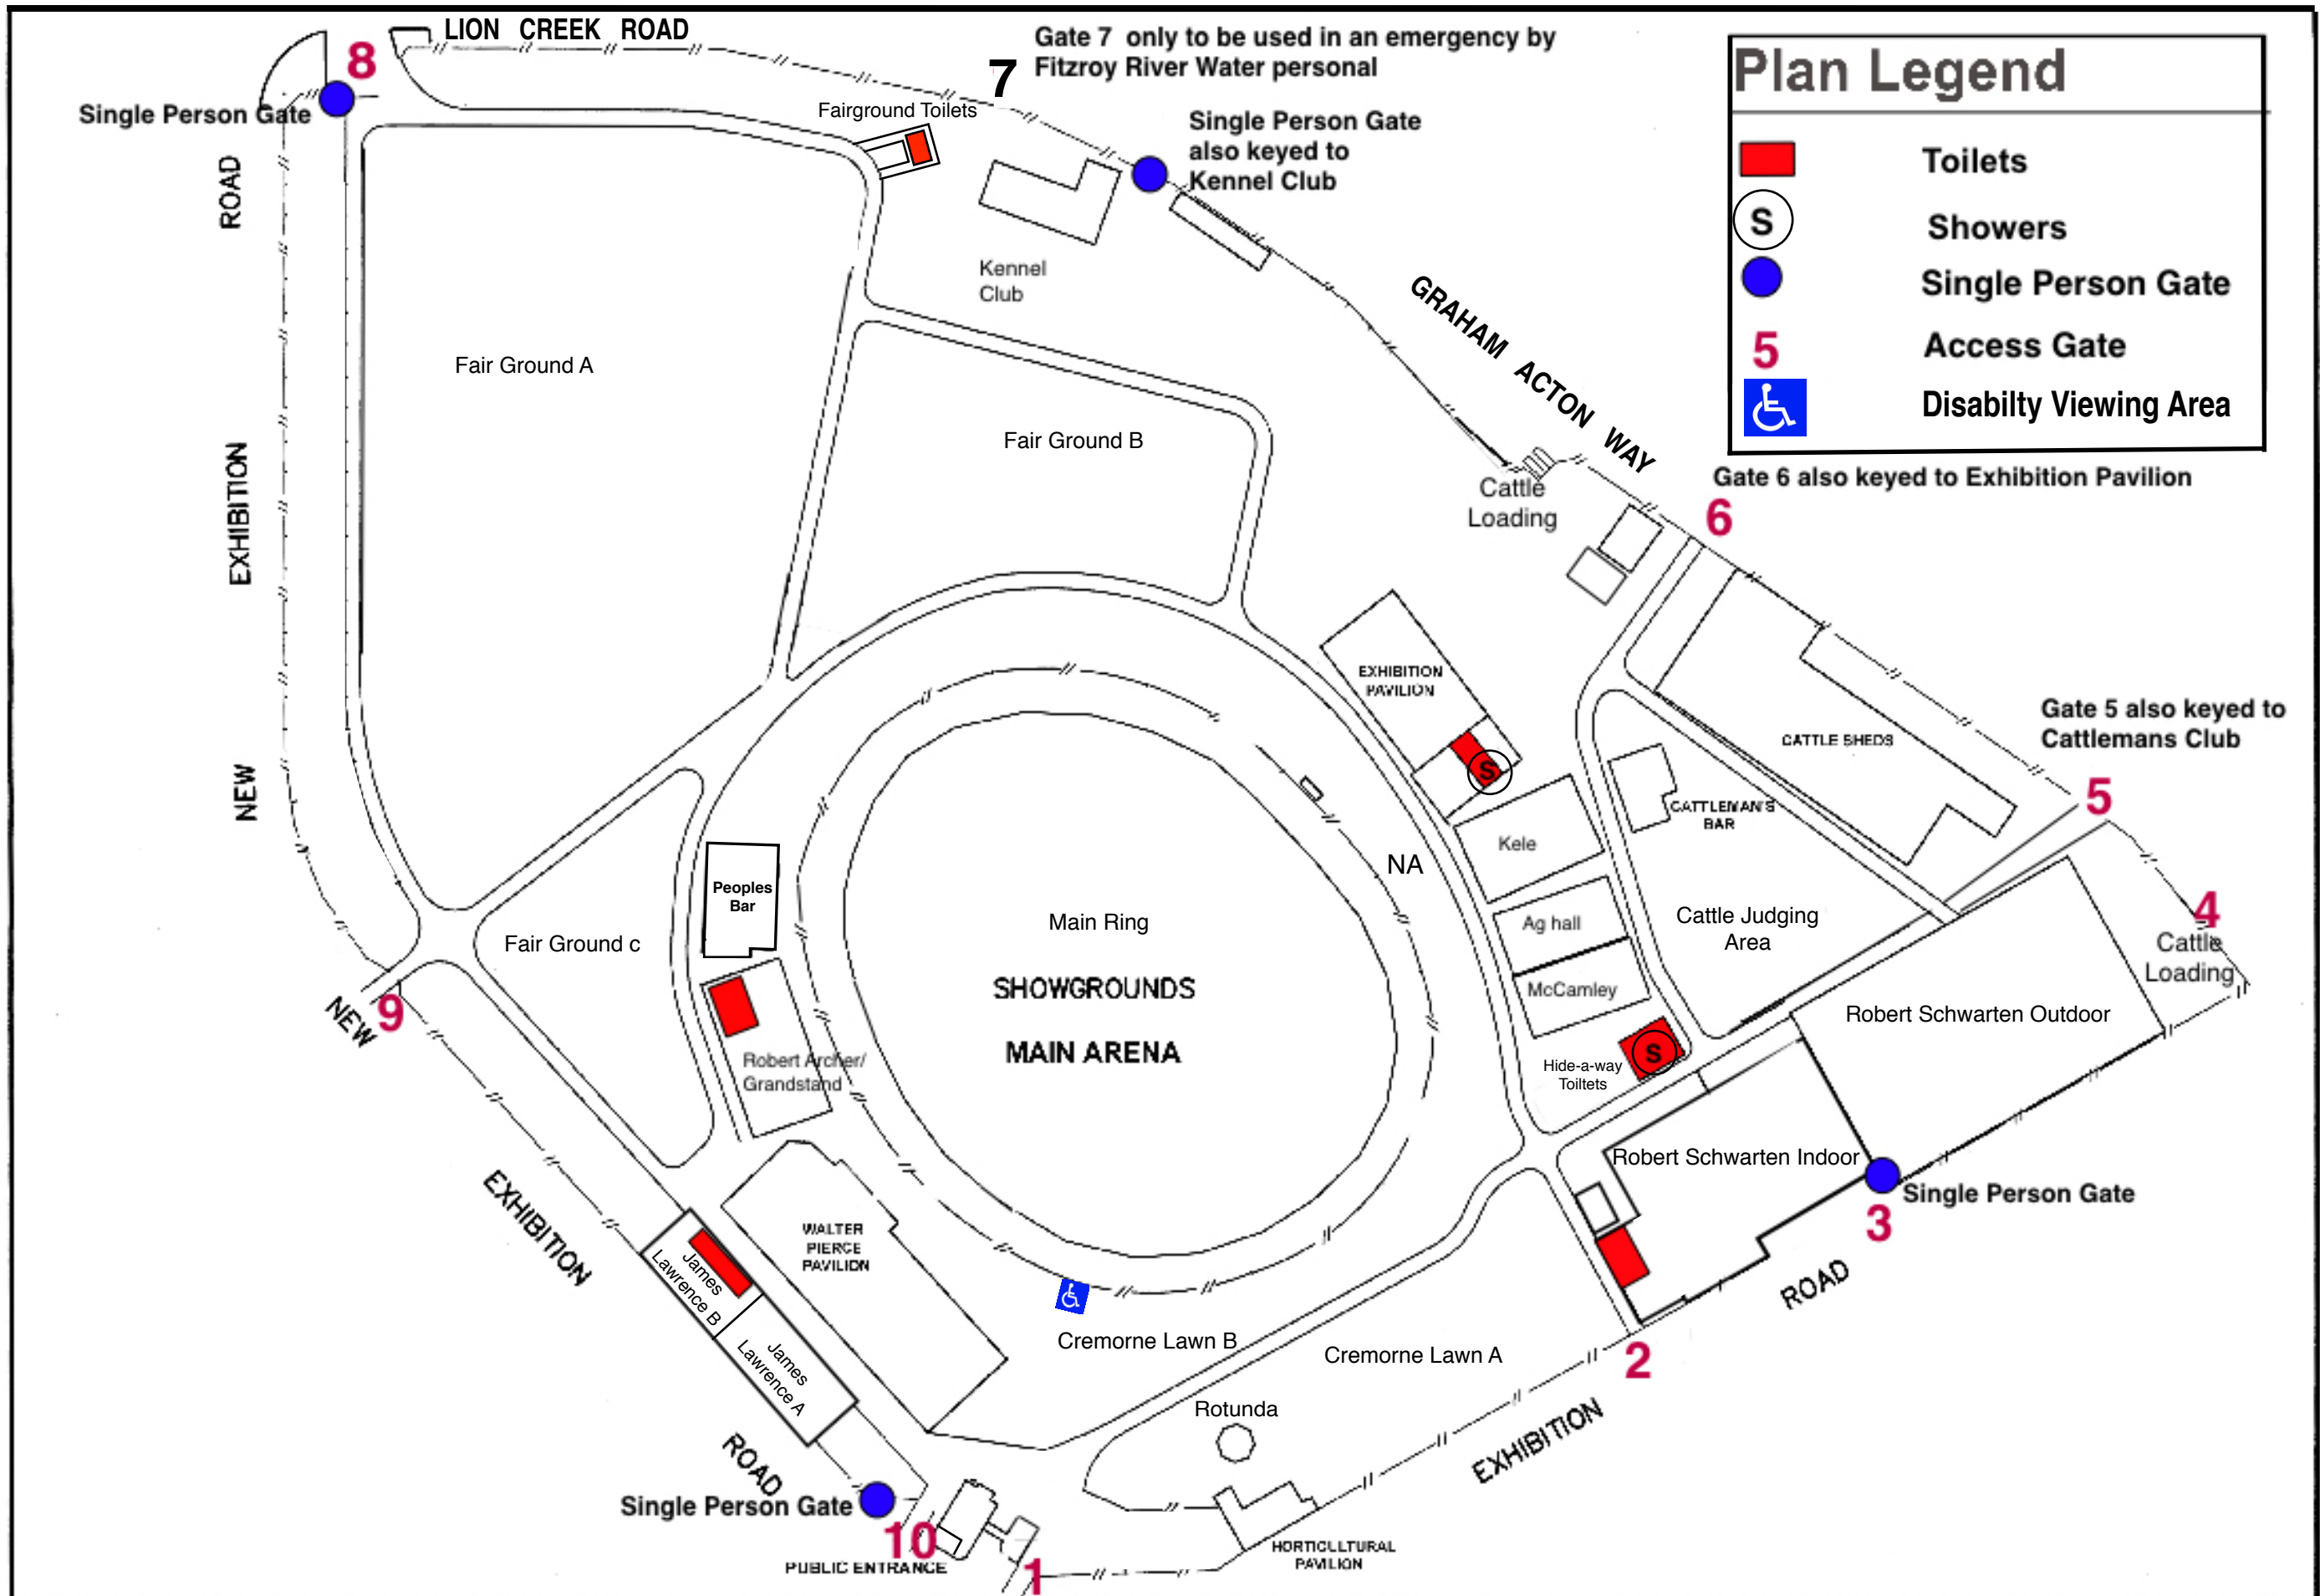 LION CREEK ROAD
8
Single Person Gate
7
Gate 7 only to be used in an emergency by
Fitzroy River Water personal
Fairground Toilets
Single Person Gate
also keyed to
Kennel Club
Kennel
Club
Plan Legend
Toilets
S
Showers
Single Person Gate
5
Access Gate
Disabilty Viewing Area
GRAHAM ACTON WAY
Gate 6 also keyed to Exhibition Pavilion
6
Cattle
Loading
NEW EXHIBITION ROAD
Fair Ground A
Fair Ground B
EXHIBITION
PAVILION
S
CATTLE SHEDS
Gate 5 also keyed to
Cattlemans Club
5
CATTLEMAN'S
BAR
Kele
NA
Peoples
Bar
Main Ring
SHOWGROUNDS
MAIN ARENA
Ag hall
Cattle Judging
Area
4
Cattle
Loading
Fair Ground c
McCamley
Robert Schwarten Outdoor
9
Robert Archer/
Grandstand
Hide-a-way
Toiltets
S
Robert Schwarten Indoor
Single Person Gate
3
NEW EXHIBITION ROAD
WALTER
PIERCE
PAVILION
James
Lawrence B
James
Lawrence A
Cremorne Lawn B
Cremorne Lawn A
2
EXHIBITION ROAD
Rotunda
Single Person Gate
10
PUBLIC ENTRANCE
1
HORTICLLTURAL
PAVILION